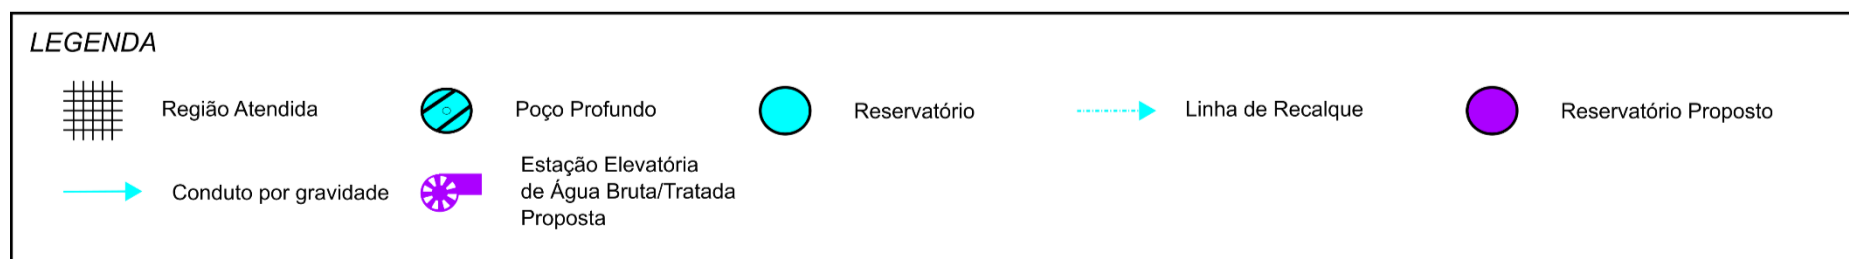 LEGENDA
Região Atendida
Poço Profundo
Reservatório
Linha de Recalque
Reservatório Proposto
Conduto por gravidade
Estação Elevatória
de Água Bruta/Tratada
Proposta